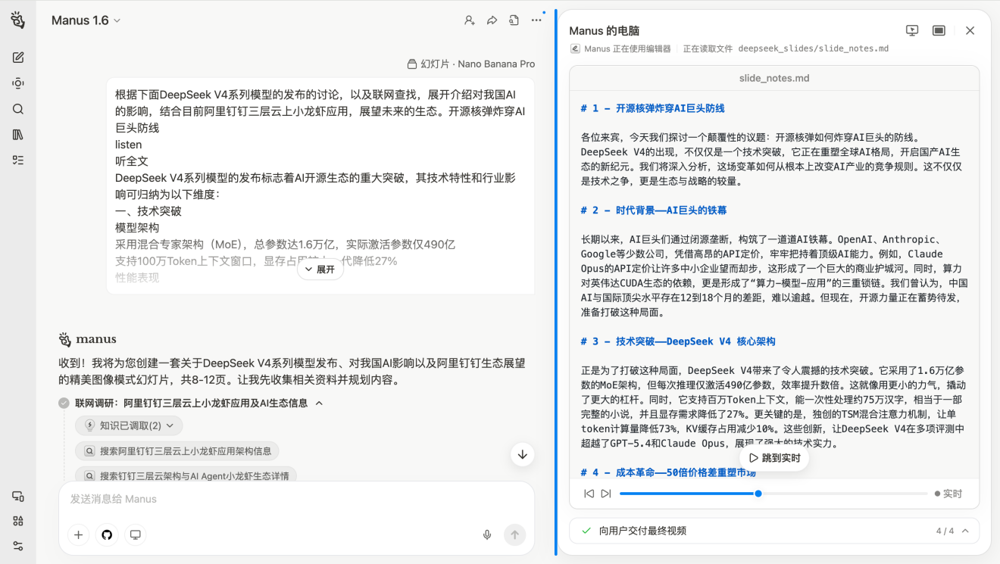 Manus 1.6
幻灯片 · Nano Banana Pro
根据下面DeepSeek V4系列模型的发布的讨论，以及联网查找，展开介绍对我国AI
的影响，结合目前阿里钉钉三层云上小龙虾应用，展望未来的生态。开源核弹炸穿AI
巨头防线
listen
听全文
DeepSeek V4系列模型的发布标志着AI开源生态的重大突破，其技术特性和行业影
响可归纳为以下维度：
一、技术突破
模型架构
采用混合专家架构（MoE），总参数达1.6万亿，实际激活参数仅490亿
支持100万Token上下文窗口，显存占用 代降低27%
性能表现
展开
manus
收到！我将为您创建一套关于DeepSeek V4系列模型发布、对我国AI影响以及阿里钉钉生态展望
的精美图像模式幻灯片，共8-12页。让我先收集相关资料并规划内容。
联网调研：阿里钉钉三层云上小龙虾应用及AI生态信息
知识已调取(2)
搜索阿里钉钉三层云上小龙虾应用架构信息
搜索钉钉三层云架构与AI Agent小龙虾生态详情
发送消息给 Manus
Manus 的电脑
Manus 正在使用编辑器 正在读取文件 deepseek_slides/slide_notes.md
slide_notes.md
# 1 - 开源核弹炸穿AI巨头防线
各位来宾，今天我们探讨一个颠覆性的议题：开源核弹如何炸穿AI巨头的防线。
DeepSeek V4的出现，不仅仅是一个技术突破，它正在重塑全球AI格局，开启国产AI生
态的新纪元。我们将深入分析，这场变革如何从根本上改变AI产业的竞争规则。这不仅仅
是技术之争，更是生态与战略的较量。
# 2 - 时代背景——AI巨头的铁幕
长期以来，AI巨头们通过闭源垄断，构筑了一道道AI铁幕。OpenAI、Anthropic、
Google等少数公司，凭借高昂的API定价，牢牢把持着顶级AI能力。例如，Claude
Opus的API定价让许多中小企业望而却步，这形成了一个巨大的商业护城河。同时，算力
对英伟达CUDA生态的依赖，更是形成了“算力-模型-应用”的三重锁链。我们曾认为，中国
AI与国际顶尖水平存在12到18个月的差距，难以逾越。但现在，开源力量正在蓄势待发，
准备打破这种局面。
# 3 - 技术突破——DeepSeek V4 核心架构
正是为了打破这种局面，DeepSeek V4带来了令人震撼的技术突破。它采用了1.6万亿参
数的MoE架构，但每次推理仅激活490亿参数，效率提升数倍。这就像用更小的力气，撬动
了更大的杠杆。同时，它支持百万Token上下文，能一次性处理约75万汉字，相当于一部
完整的小说，并且显存需求降低了27%。更关键的是，独创的TSM混合注意力机制，让单
token计算量降低73%，KV缓存占用减少10%。这些创新，让DeepSeek V4在多项评测中
超越了GPT-5.4和Claude Opus，展现了强大的技术实力。
跳到实时
# 4 - 成本革命——50倍价格差重塑市场
实时
向用户交付最终视频
4 / 4